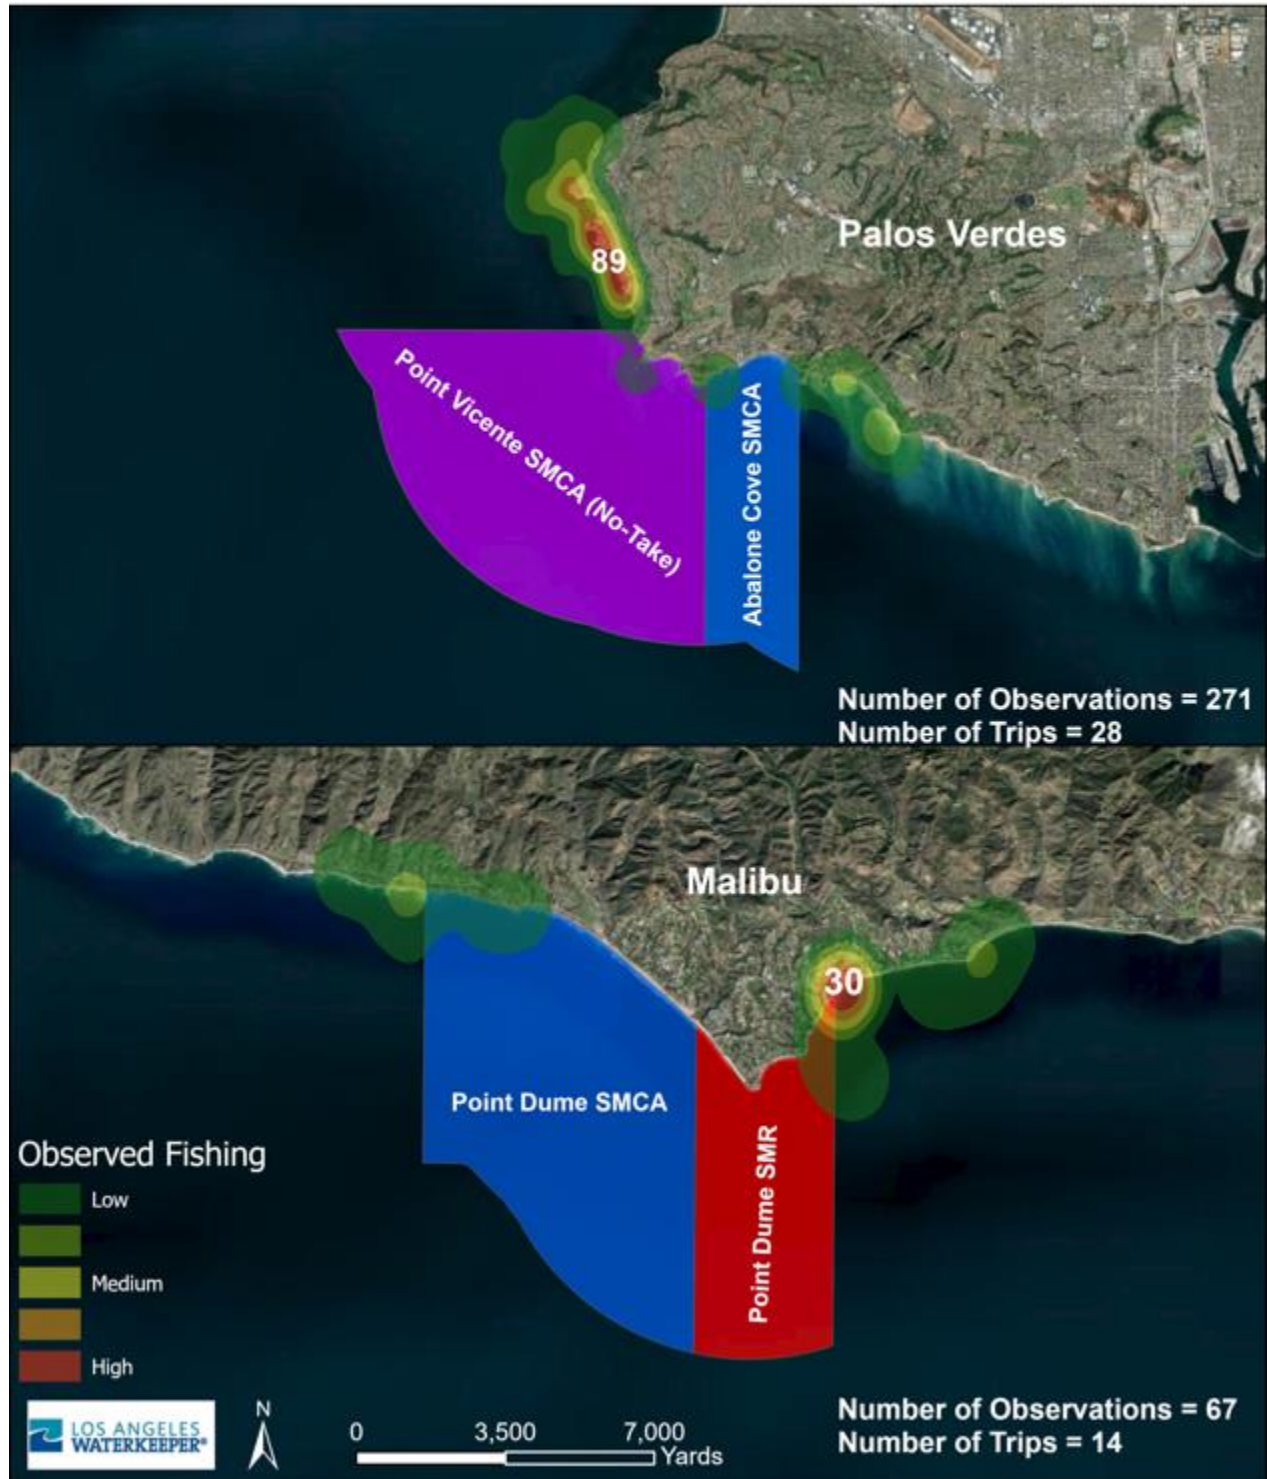 Palos Verdes
89
Point Vicente SMCA (No-Take)
Abalone Cove SMCA
Number of Observations = 271
Number of Trips = 28
Malibu
30
Point Dume SMCA
Point Dume SMR
Observed Fishing
Low
Medium
High
LOS ANGELES
WATERKEEPER®
N
0 3,500 7,000
Yards
Number of Observations = 67
Number of Trips = 14